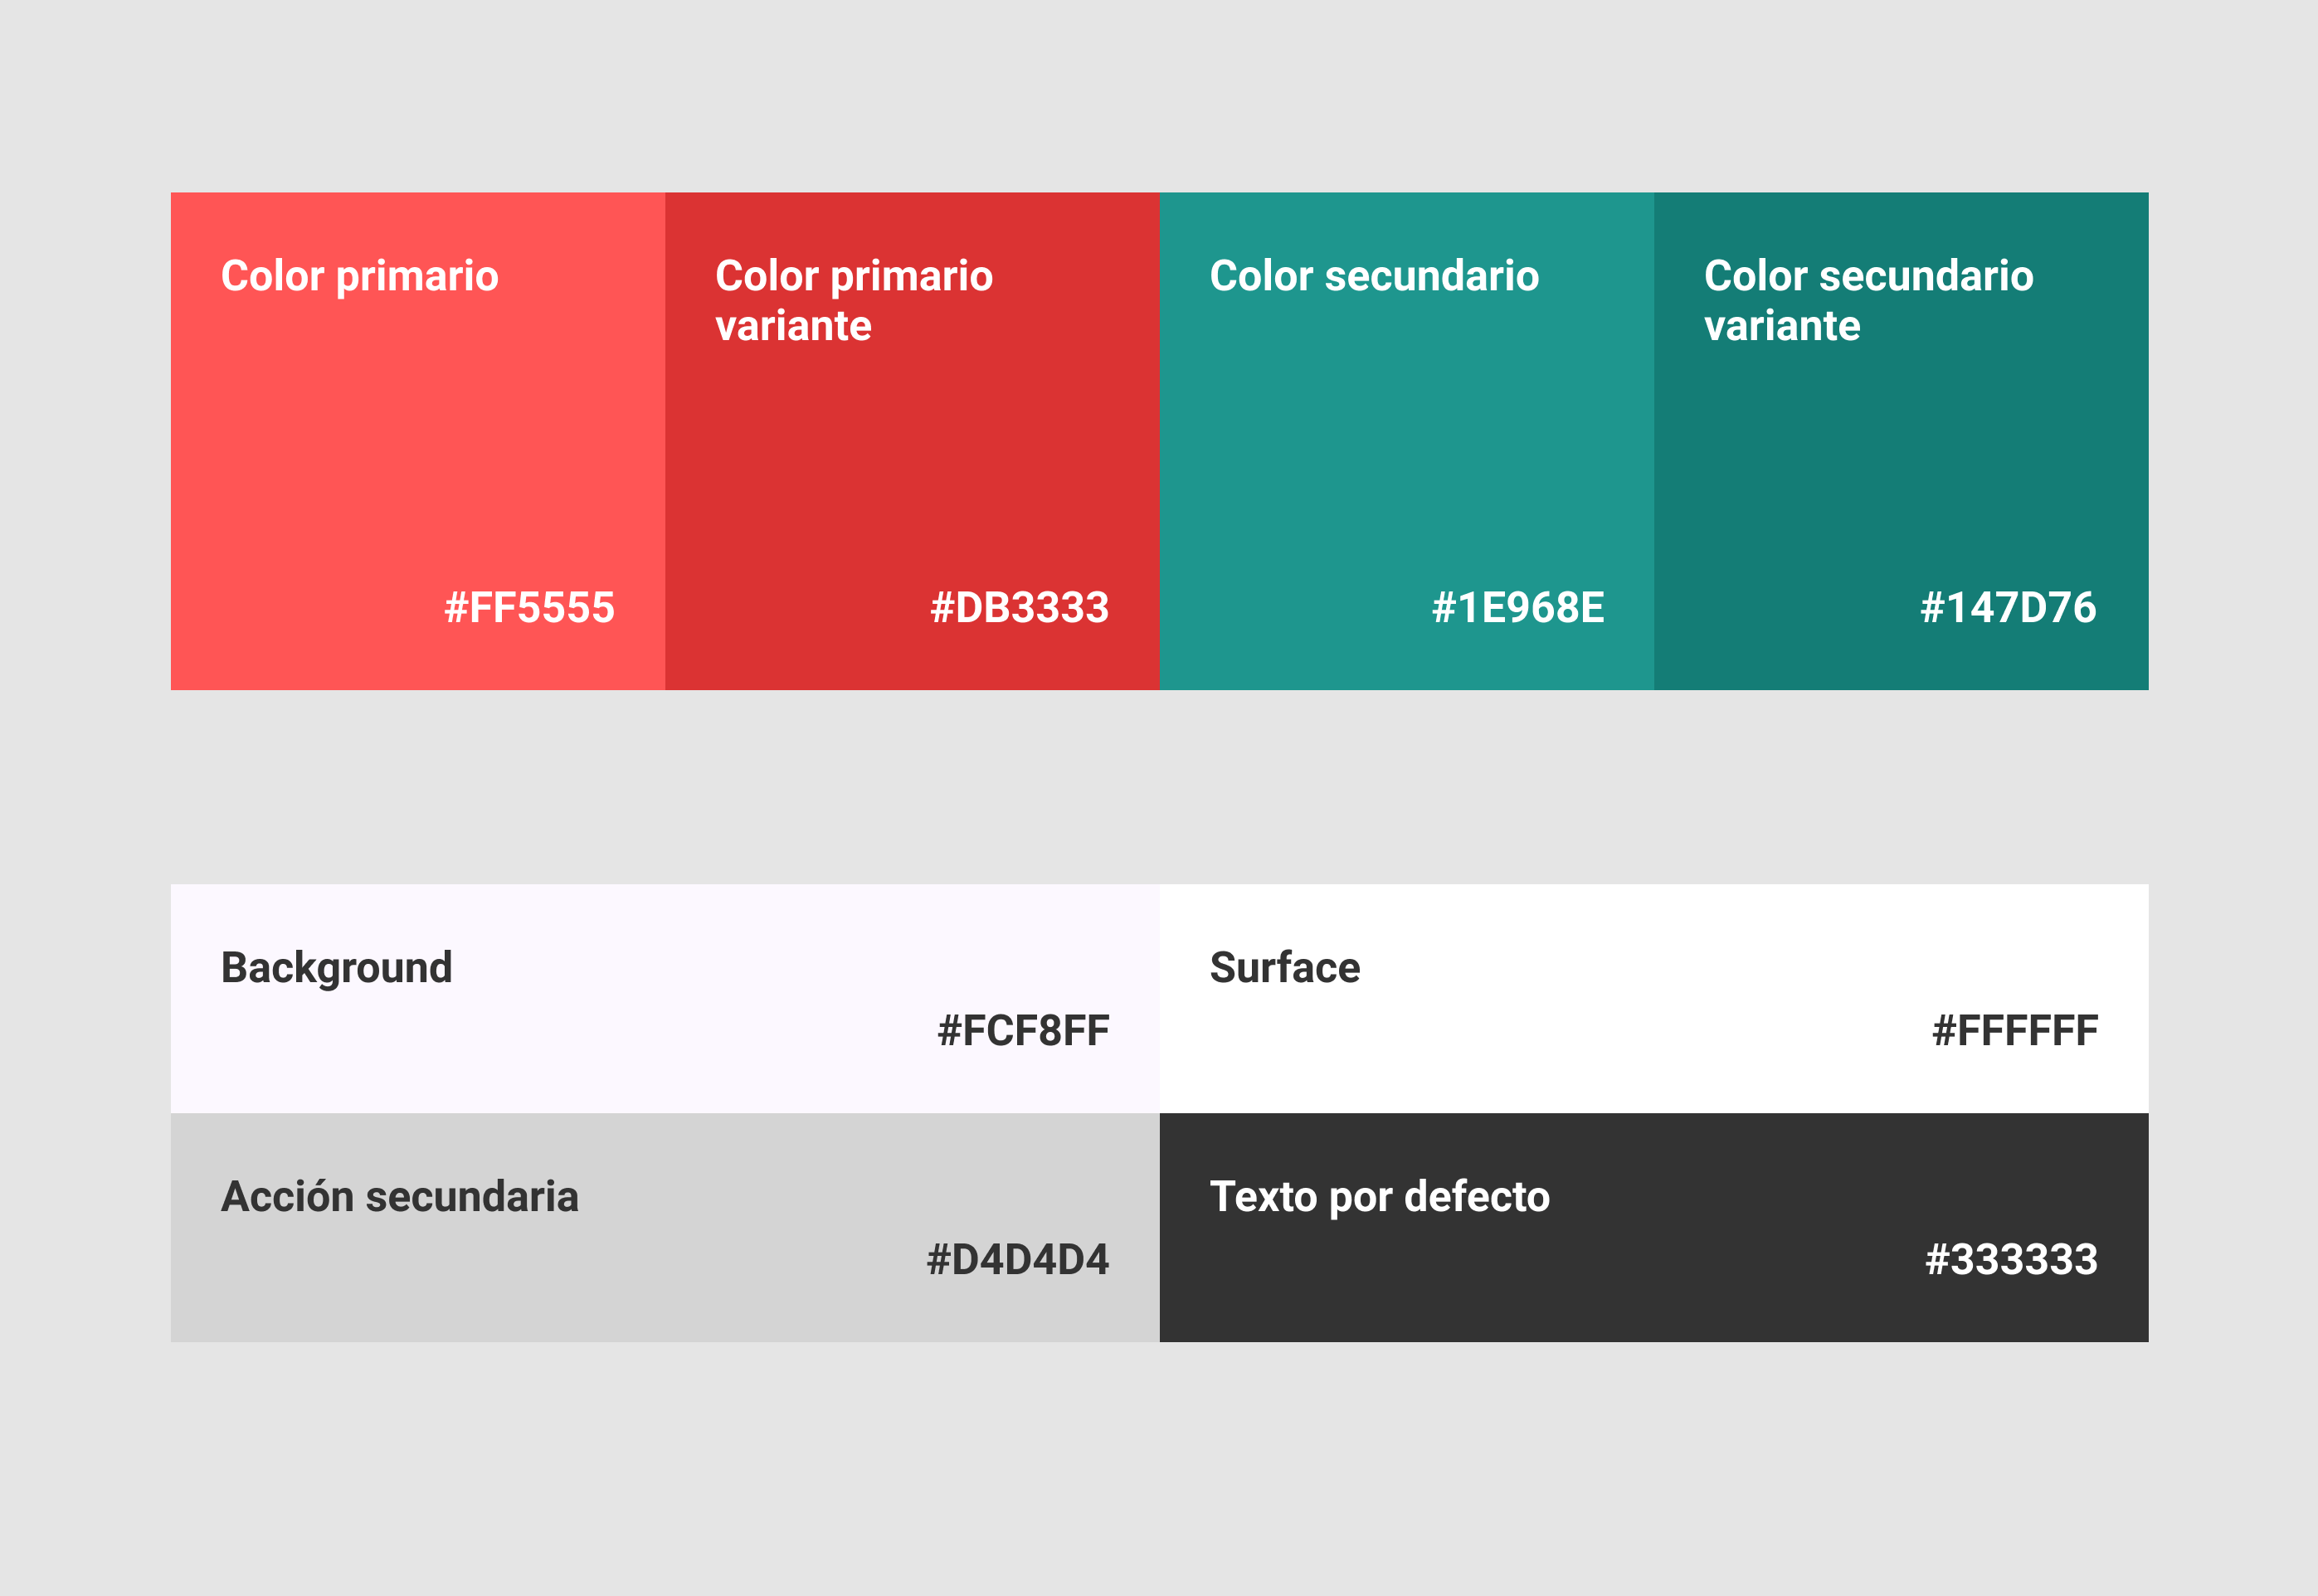 Color primario
#FF5555
Color primario
variante
#DB3333
Color secundario
#1E968E
Color secundario
variante
#147D76
Background
#FCF8FF
Surface
#FFFFFF
Acción secundaria
#D4D4D4
Texto por defecto
#333333